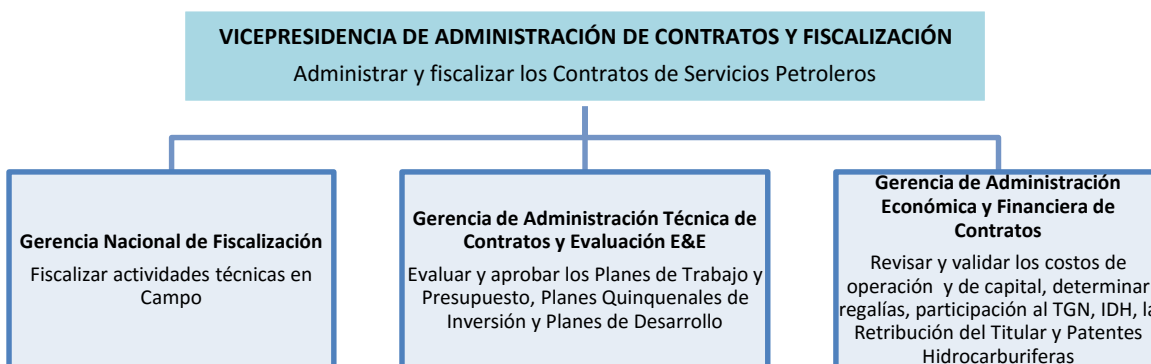 VICEPRESIDENCIA DE ADMINISTRACIÓN DE CONTRATOS Y FISCALIZACIÓN
Administrar y fiscalizar los Contratos de Servicios Petroleros
Gerencia Nacional de Fiscalización
Fiscalizar actividades técnicas en
Campo
Gerencia de Administración Técnica de
Contratos y Evaluación E&E
Evaluar y aprobar los Planes de Trabajo y
Presupuesto, Planes Quinquenales de
Inversión y Planes de Desarrollo
Gerencia de Administración
Económica y Financiera de
Contratos
Revisar y validar los costos de
operación y de capital, determinar
regalías, participación al TGN, IDH, la
Retribución del Titular y Patentes
Hidrocarburiferas